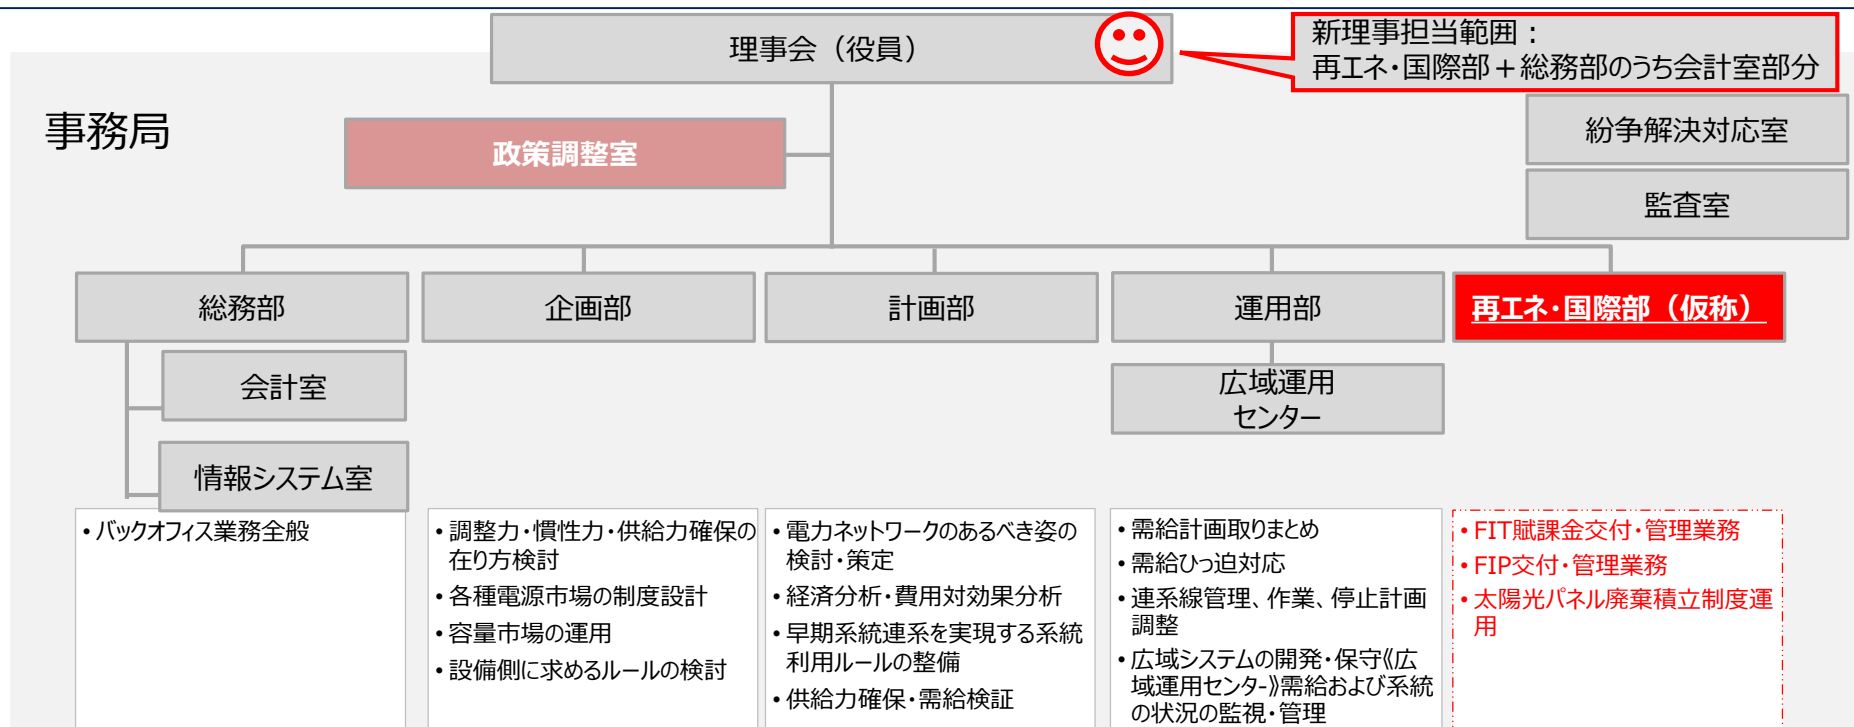 理事会（役員）
新理事担当範囲：
再エネ・国際部＋総務部のうち会計室部分
事務局
政策調整室
紛争解決対応室
監査室
総務部
企画部
計画部
運用部
再エネ・国際部（仮称）
会計室
情報システム室
広域運用
センター
・バックオフィス業務全般
・調整力・慣性力・供給力確保の
在り方検討
・各種電源市場の制度設計
・容量市場の運用
・設備側に求めるルールの検討
・電力ネットワークのあるべき姿の
検討・策定
・経済分析・費用対効果分析
・早期系統連系を実現する系統
利用ルールの整備
・供給力確保・需給検証
・需給計画取りまとめ
・需給ひっ迫対応
・連系線管理、作業、停止計画
調整
・広域システムの開発・保守《広
域運用センター》需給および系統
の状況の監視・管理
・FIT賦課金交付・管理業務
・FIP交付・管理業務
・太陽光パネル廃棄積立制度運
用